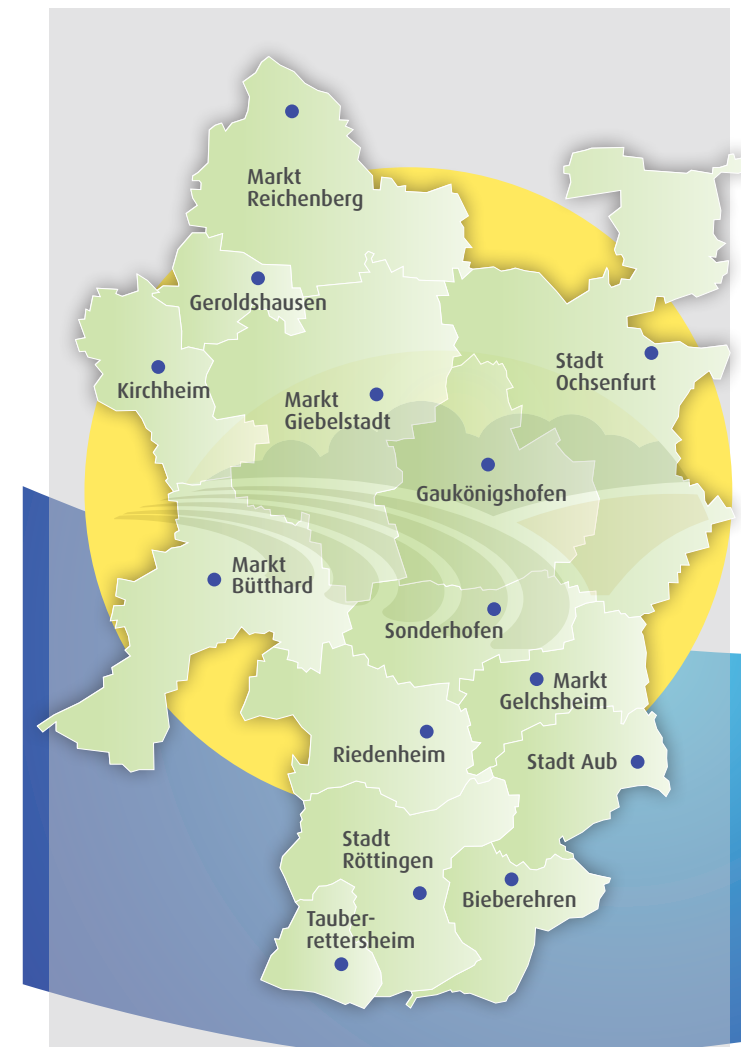 Markt
Reichenberg
Geroldshausen
Kirchheim
Markt
Giebelstadt
Stadt
Ochsenfurt
Gaukönigshofen
Markt
Bütthard
Sonderhofen
Markt
Gelchsheim
Riedenheim
Stadt Aub
Stadt
Röttingen
Bieberehren
Tauber-
rettersheim